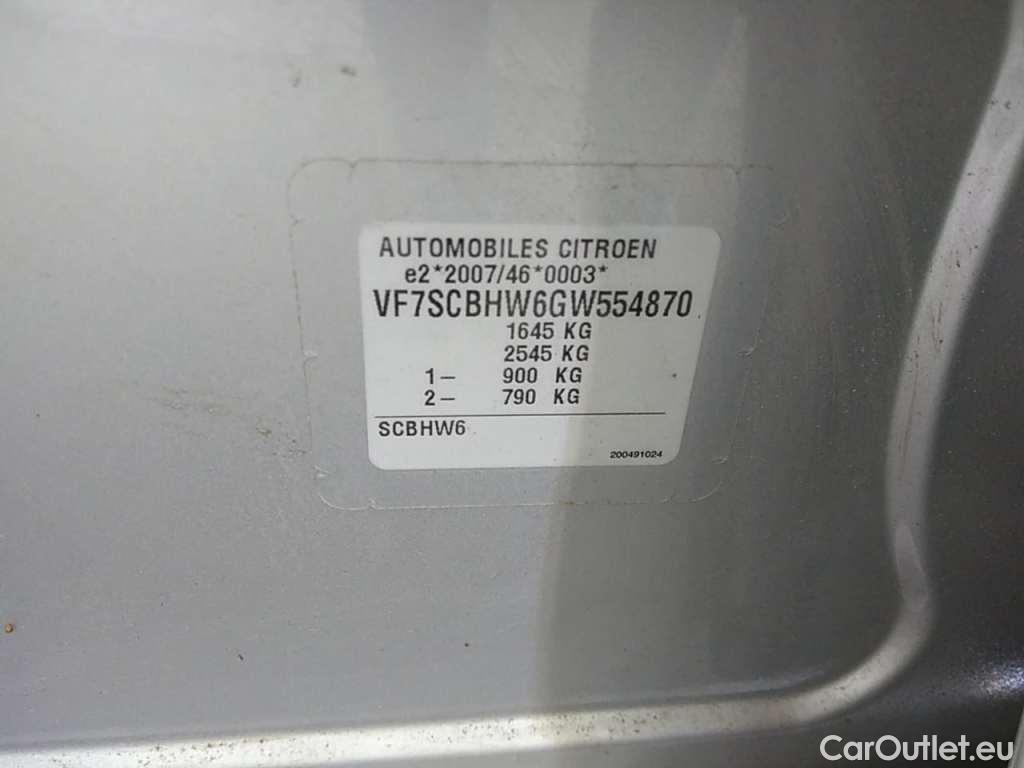 AUTOMOBILES CITROEN
e2*2007/46*0003*
VF7SCBHW6GW554870
1645 KG
2545 KG
1- 900 KG
2- 790 KG
SCBHW6
200491024
CarOutlet.eu